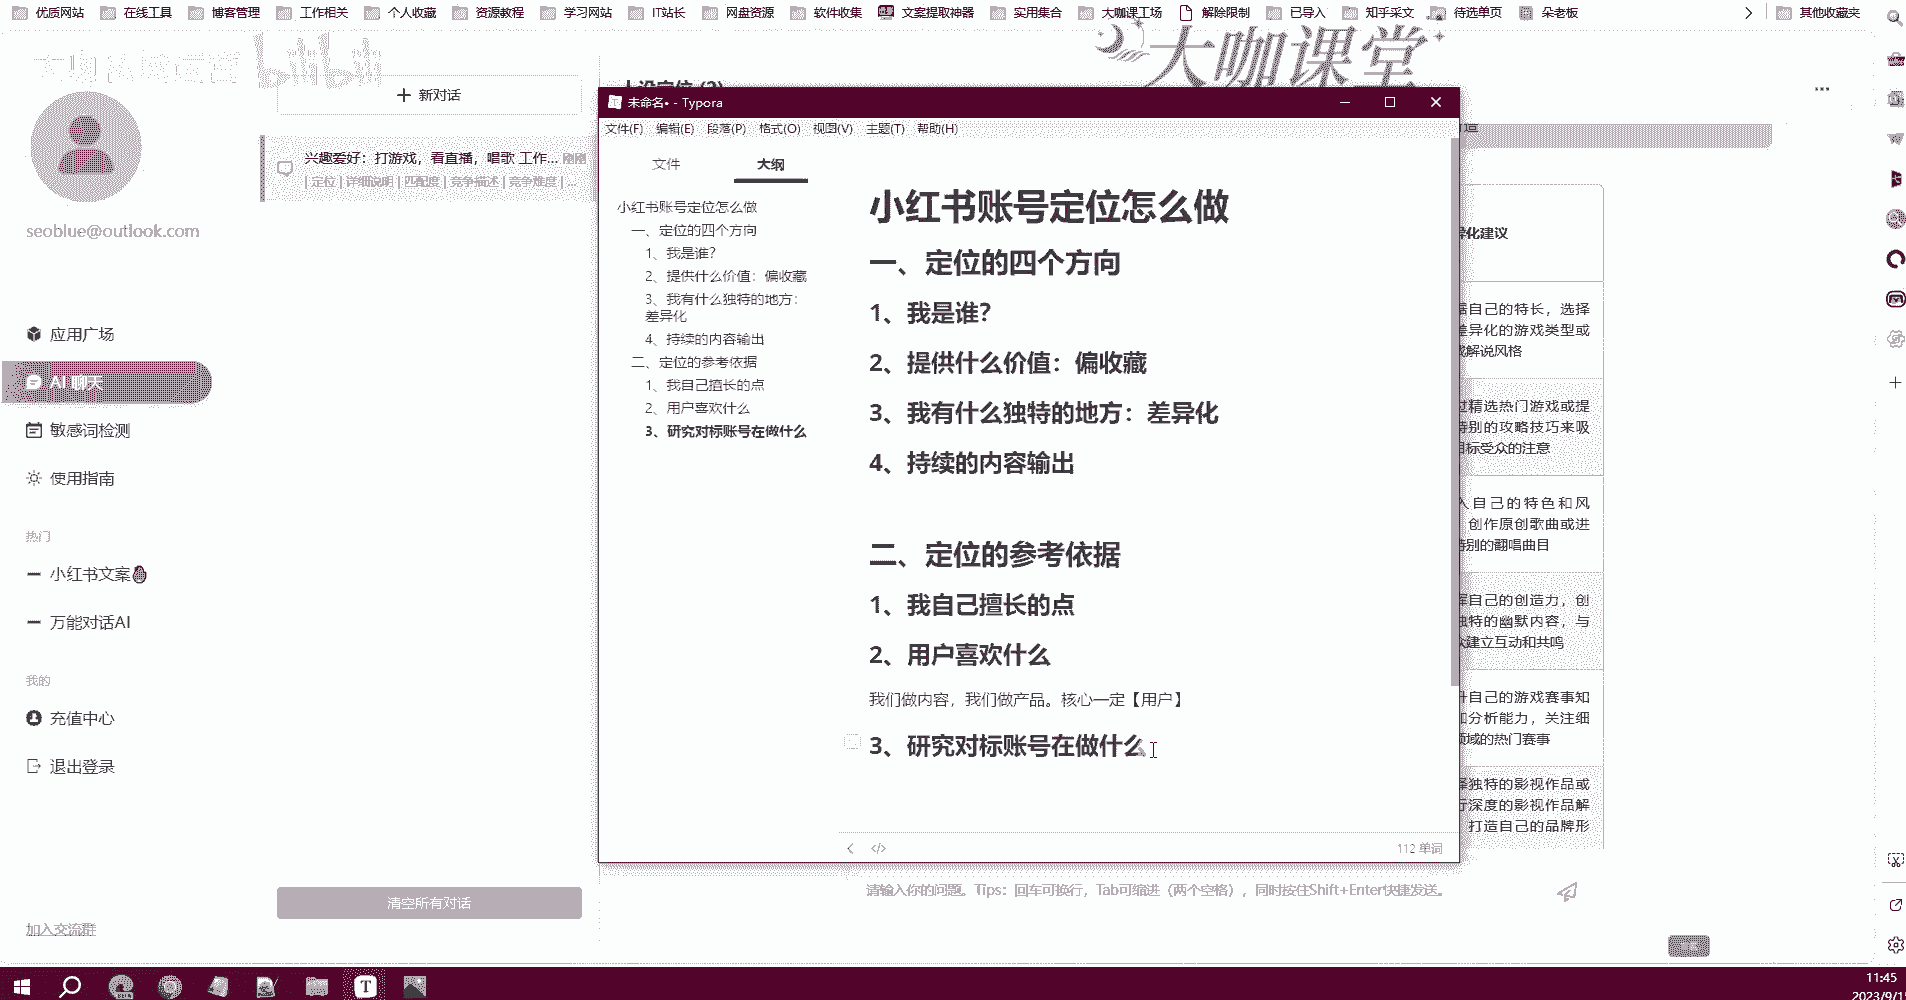 优质网站 在线工具 博客管理 工作相关 个人收藏 资源教程 学习网站 IT站长 网盘资源 软件收集 文案提取神器 实用集合 大咖课工场 解除限制 已导入 知乎采文 待选单页 朵老板 其他收藏夹
大咖课堂
bilibili
+ 新对话
seoblue@outlook.com
兴趣爱好：打游戏，看直播，唱歌 工作... 刚刚
| 定位 | 详细说明 | 匹配度 | 竞争描述 | 竞争难度 | ...
应用广场
AI 聊天
敏感词检测
使用指南
热门
小红书文案
万能对话AI
我的
充值中心
退出登录
加入交流群
清空所有对话
未命名• - Typora
文件(F) 编辑(E) 段落(P) 格式(O) 视图(V) 主题(T) 帮助(H)
文件 大纲
小红书账号定位怎么做
一、定位的四个方向
1、我是谁？
2、提供什么价值：偏收藏
3、我有什么独特的地方：
差异化
4、持续的内容输出
二、定位的参考依据
1、我自己擅长的点
2、用户喜欢什么
3、研究对标账号在做什么
小红书账号定位怎么做
一、定位的四个方向
1、我是谁？
2、提供什么价值：偏收藏
3、我有什么独特的地方：差异化
4、持续的内容输出
二、定位的参考依据
1、我自己擅长的点
2、用户喜欢什么
我们做内容，我们做产品。核心一定【用户】
3、研究对标账号在做什么
112 单词
化建议
自己的特长，选择
异化的游戏类型或
解说风格
精选热门游戏或提
别的攻略技巧来吸
标受众的注意
自己的特色和风
创作原创歌曲或进
别的翻唱曲目
自己的创造力，创
特的幽默内容，与
建立互动和共鸣
自己的游戏赛事知
分析能力，关注细
领域的热门赛事
独特的影视作品或
深度的影视作品解
打造自己的品牌形
请输入你的问题。Tips：回车可换行，Tab可缩进（两个空格），同时按住Shift+Enter快捷发送。
11:45
2023/9/1